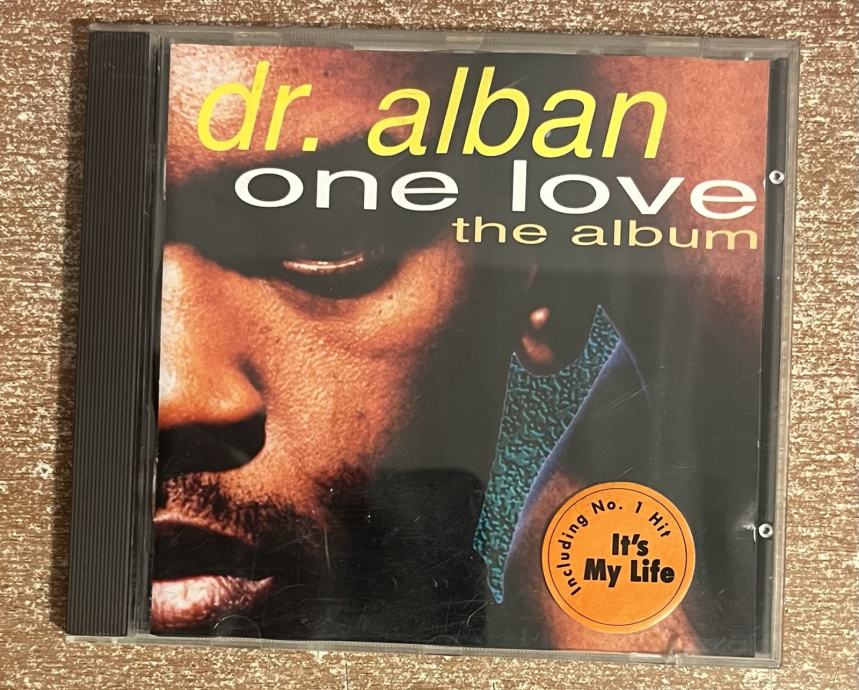 dr. alban
one love
the album
Including No. 1 Hit
It's
My Life